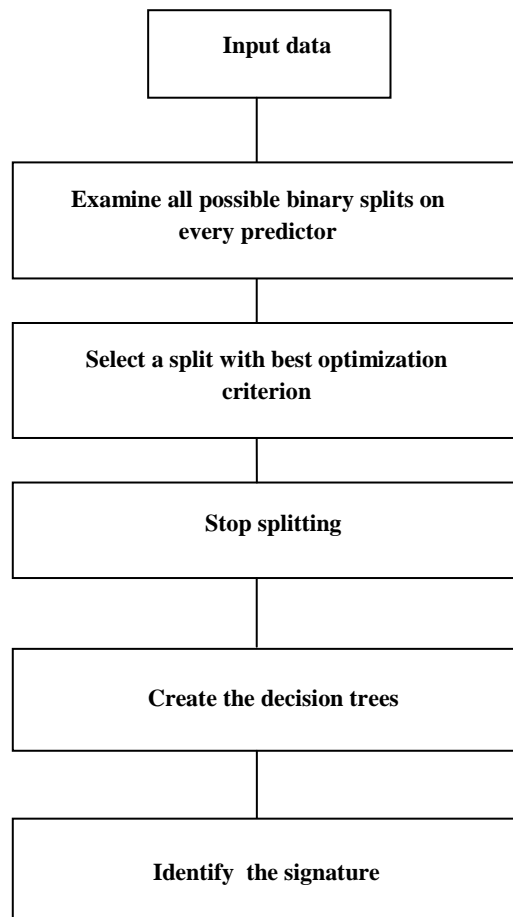 Input data
Examine all possible binary splits on
every predictor
Select a split with best optimization
criterion
Stop splitting
Create the decision trees
Identify the signature